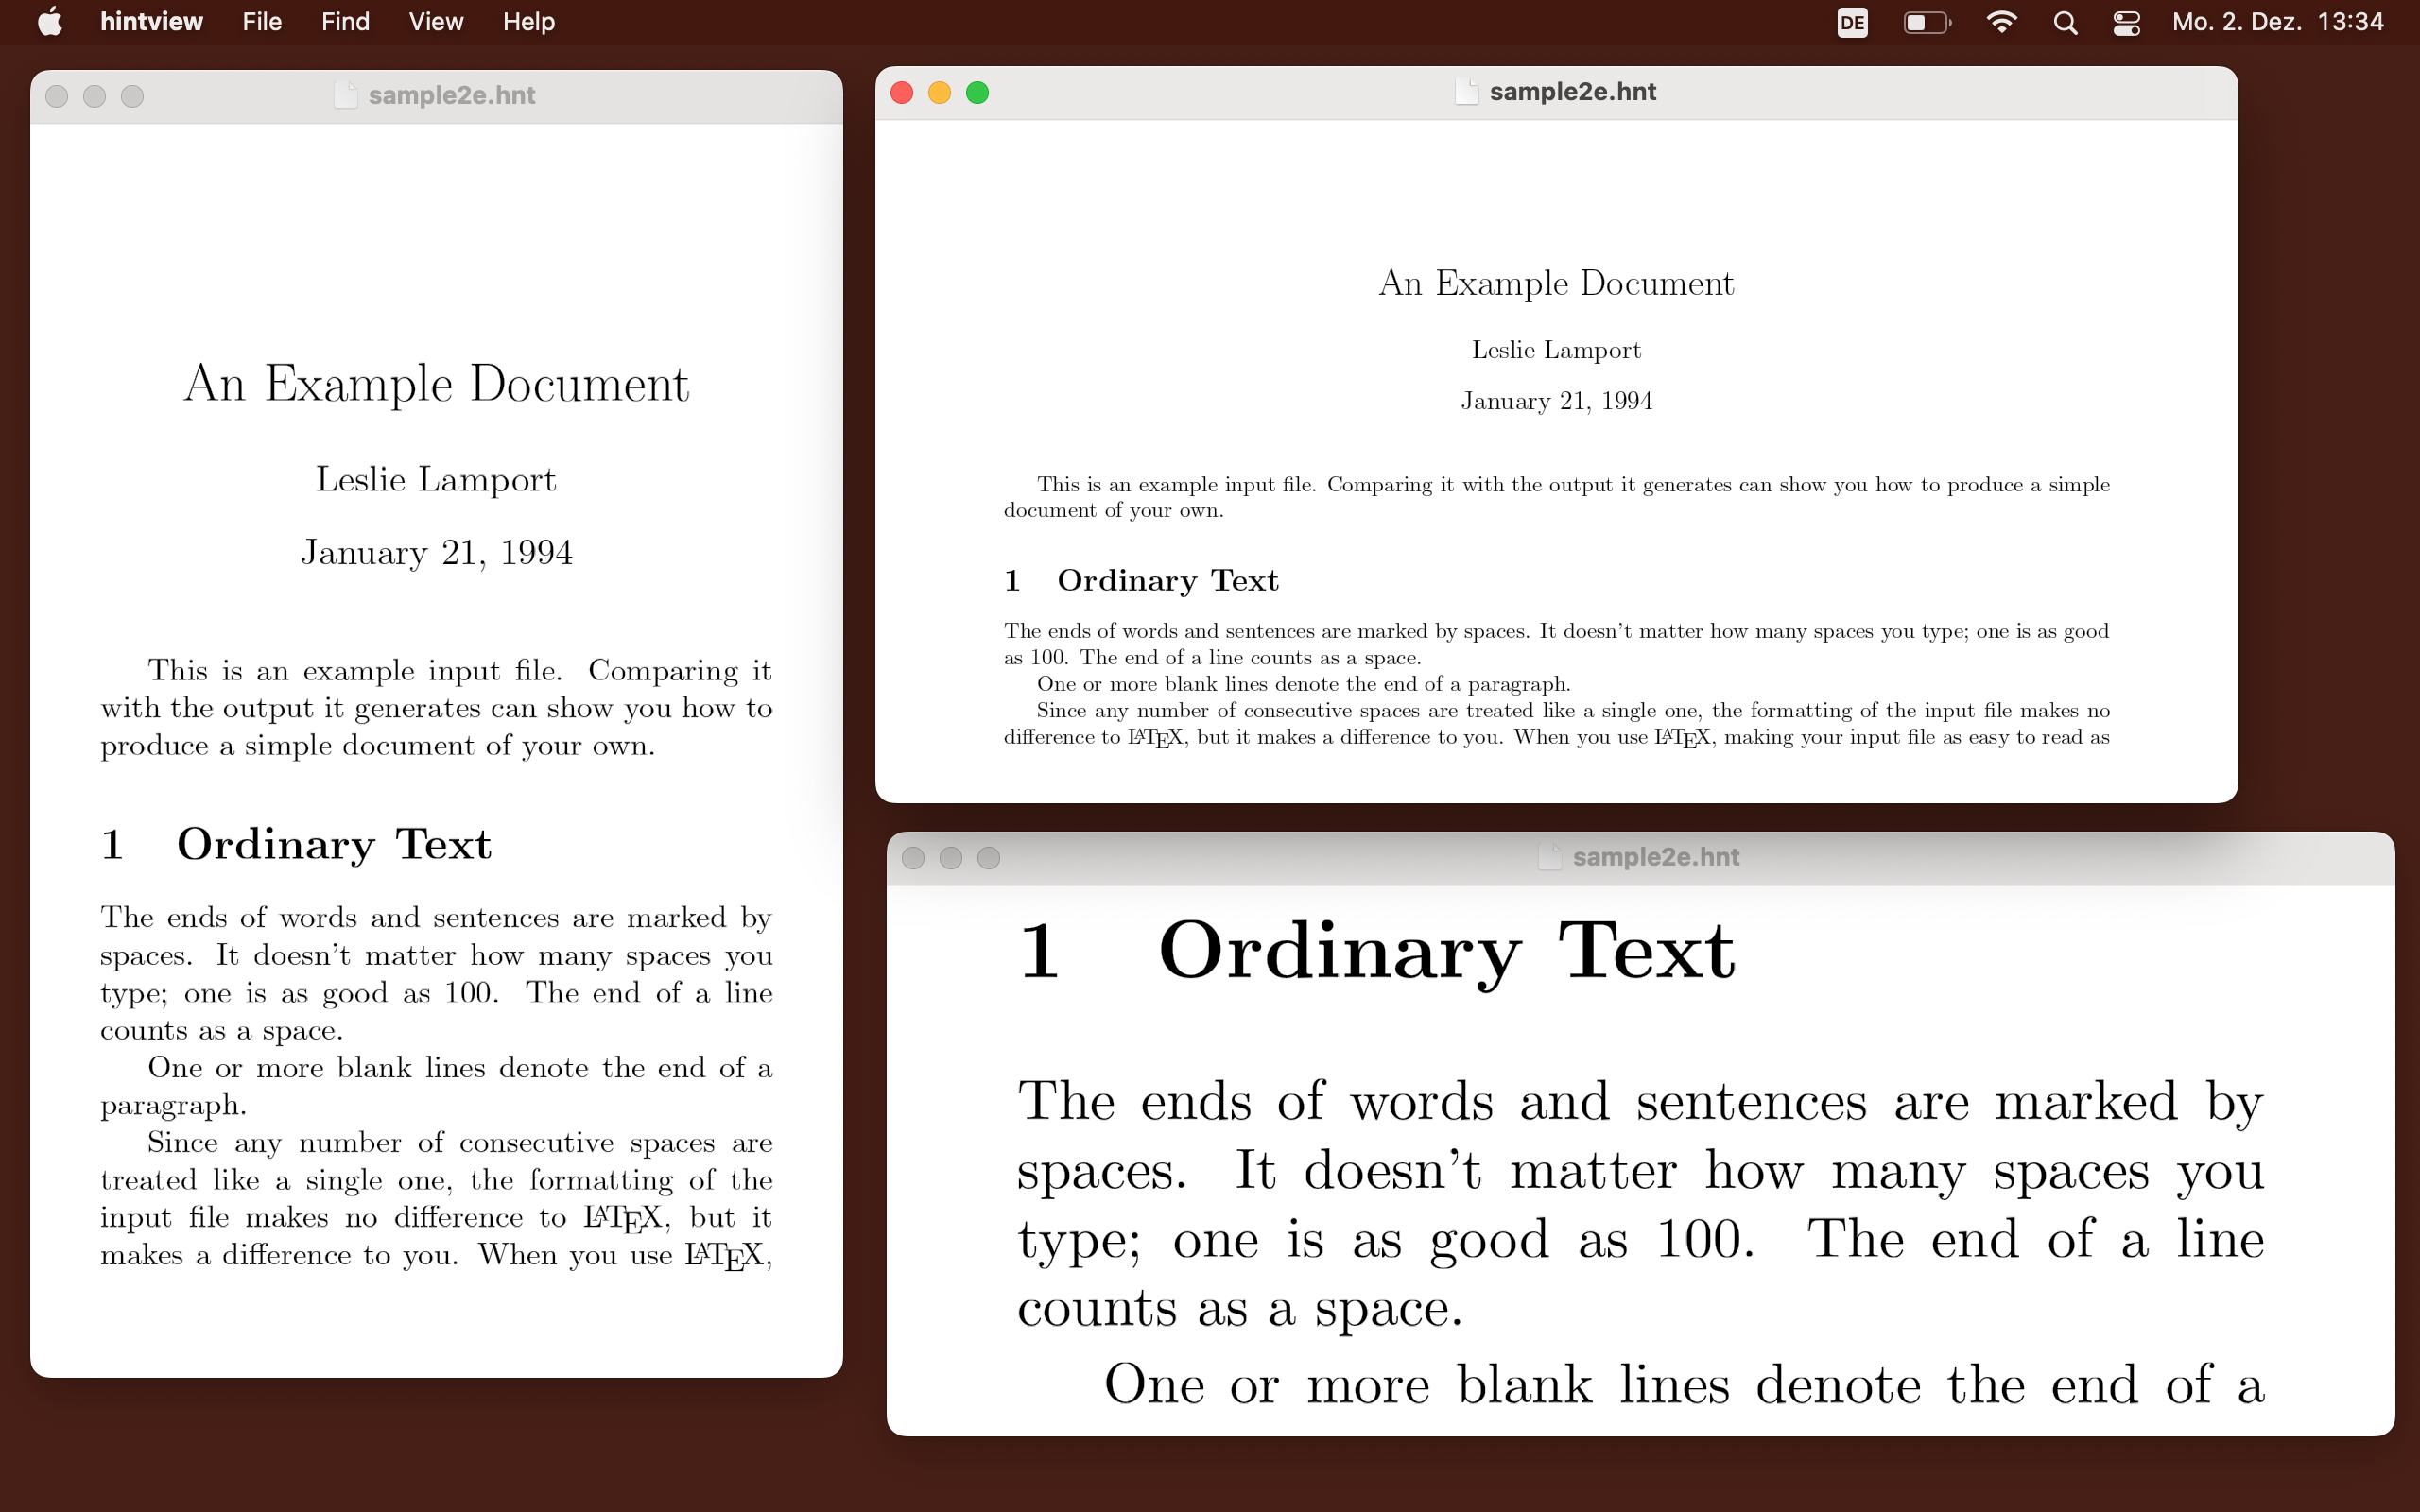 hintview File Find View Help DE Mo. 2. Dez. 13:34
sample2e.hnt
An Example Document
Leslie Lamport
January 21, 1994
This is an example input file. Comparing it
with the output it generates can show you how to
produce a simple document of your own.
1 Ordinary Text
The ends of words and sentences are marked by
spaces. It doesn't matter how many spaces you
type; one is as good as 100. The end of a line
counts as a space.
One or more blank lines denote the end of a
paragraph.
Since any number of consecutive spaces are
treated like a single one, the formatting of the
input file makes no difference to LATEX, but it
makes a difference to you. When you use LATEX,
sample2e.hnt
An Example Document
Leslie Lamport
January 21, 1994
This is an example input file. Comparing it with the output it generates can show you how to produce a simple
document of your own.
1 Ordinary Text
The ends of words and sentences are marked by spaces. It doesn't matter how many spaces you type; one is as good
as 100. The end of a line counts as a space.
One or more blank lines denote the end of a paragraph.
Since any number of consecutive spaces are treated like a single one, the formatting of the input file makes no
difference to LATEX, but it makes a difference to you. When you use LATEX, making your input file as easy to read as
sample2e.hnt
1 Ordinary Text
The ends of words and sentences are marked by
spaces. It doesn't matter how many spaces you
type; one is as good as 100. The end of a line
counts as a space.
One or more blank lines denote the end of a